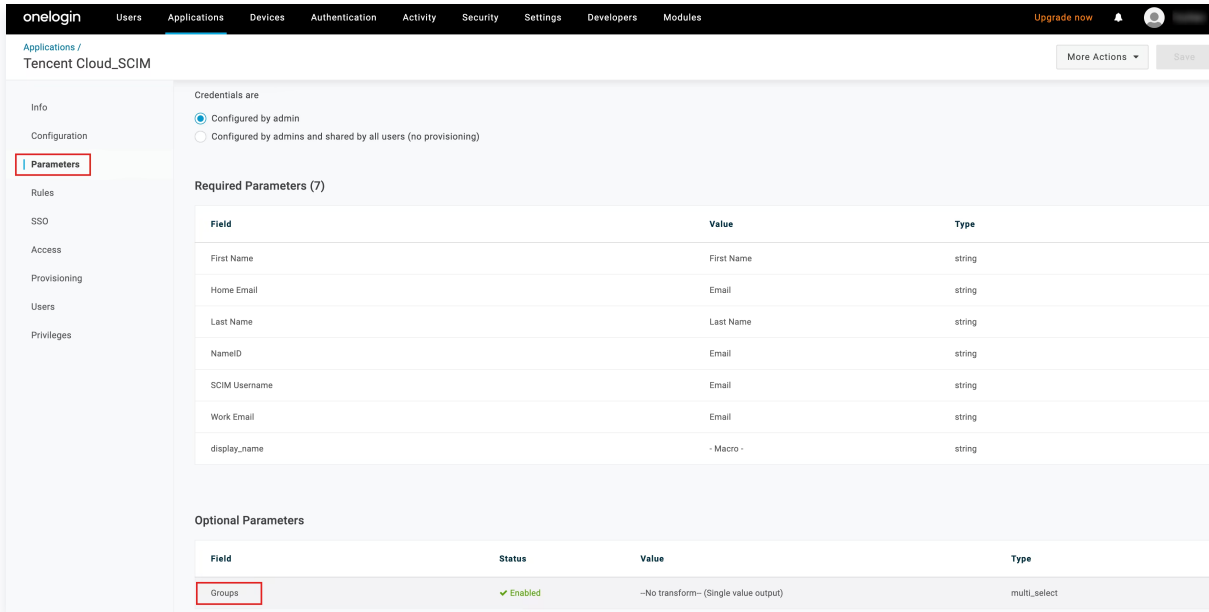 onelogin Users Applications Devices Authentication Activity Security Settings Developers Modules Upgrade now
Applications /
Tencent Cloud_SCIM
More Actions Save
Info
Configuration
Parameters
Rules
SSO
Access
Provisioning
Users
Privileges
Credentials are
Configured by admin
Configured by admins and shared by all users (no provisioning)
Required Parameters (7)
Field Value Type
First Name First Name string
Home Email Email string
Last Name Last Name string
NameID Email string
SCIM Username Email string
Work Email Email string
display_name - Macro - string
Optional Parameters
Field Status Value Type
Groups Enabled --No transform-- (Single value output) multi_select